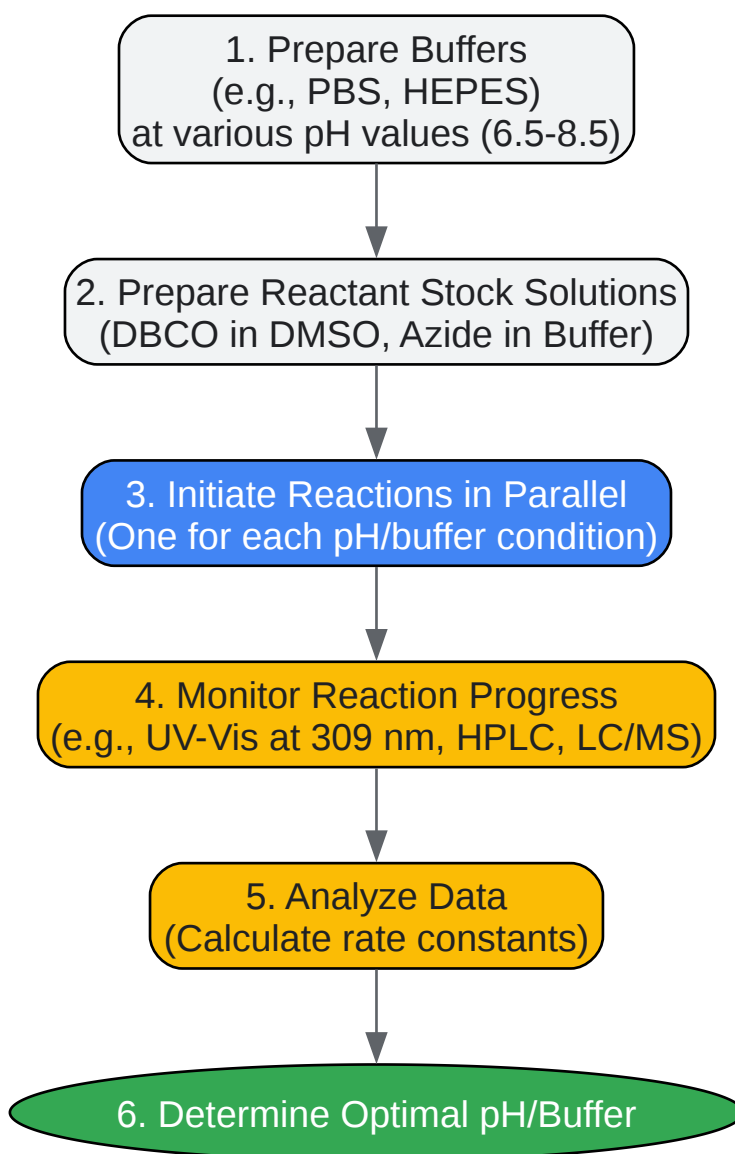 1. Prepare Buffers
(e.g., PBS, HEPES)
at various pH values (6.5-8.5)
2. Prepare Reactant Stock Solutions
(DBCO in DMSO, Azide in Buffer)
3. Initiate Reactions in Parallel
(One for each pH/buffer condition)
4. Monitor Reaction Progress
(e.g., UV-Vis at 309 nm, HPLC, LC/MS)
5. Analyze Data
(Calculate rate constants)
6. Determine Optimal pH/Buffer